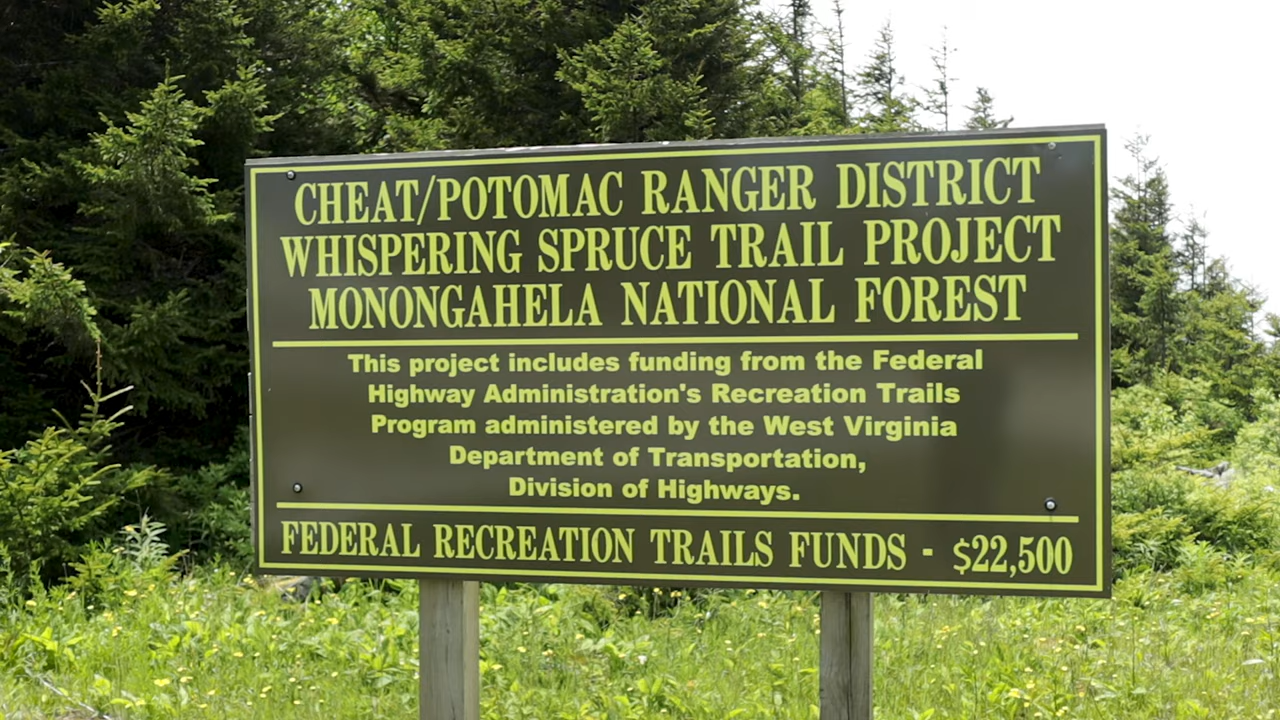 CHEAT/POTOMAC RANGER DISTRICT
WHISPERING SPRUCE TRAIL PROJECT
MONONGAHELA NATIONAL FOREST
This project includes funding from the Federal
Highway Administration's Recreation Trails
Program administered by the West Virginia
Department of Transportation,
Division of Highways.
FEDERAL RECREATION TRAILS FUNDS - $22,500